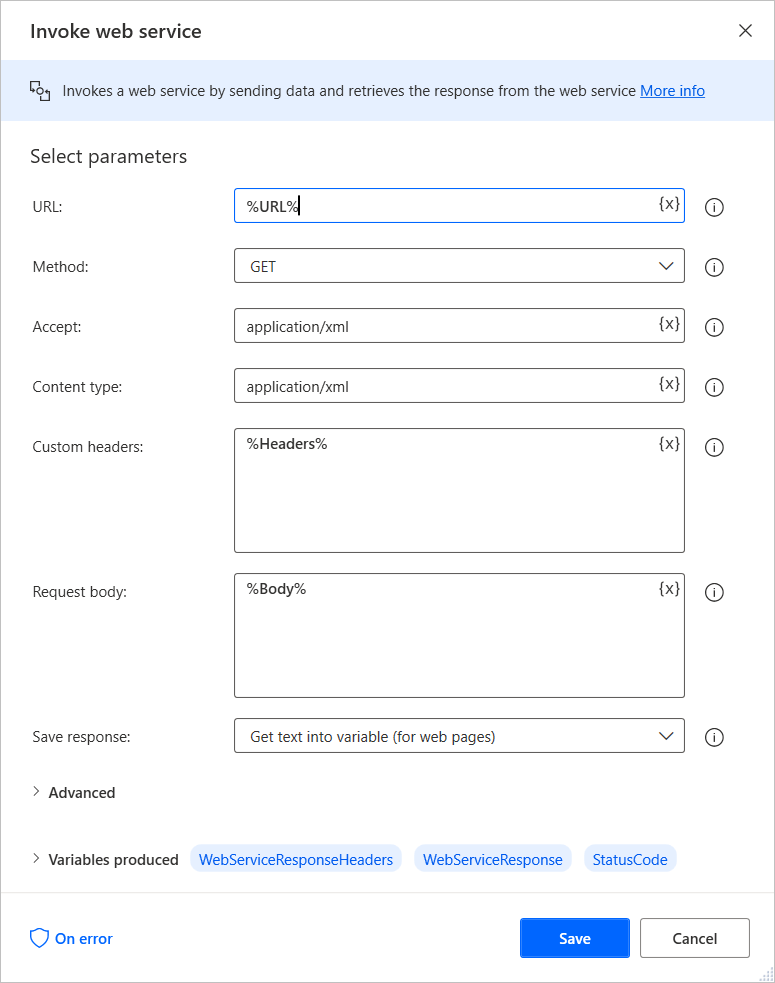 Invoke web service
Invokes a web service by sending data and retrieves the response from the web service More info
Select parameters
URL: %URL% {x}
Method: GET
Accept: application/xml {x}
Content type: application/xml {x}
Custom headers: %Headers% {x}
Request body: %Body% {x}
Save response: Get text into variable (for web pages)
Advanced
Variables produced WebServiceResponseHeaders WebServiceResponse StatusCode
On error Save Cancel